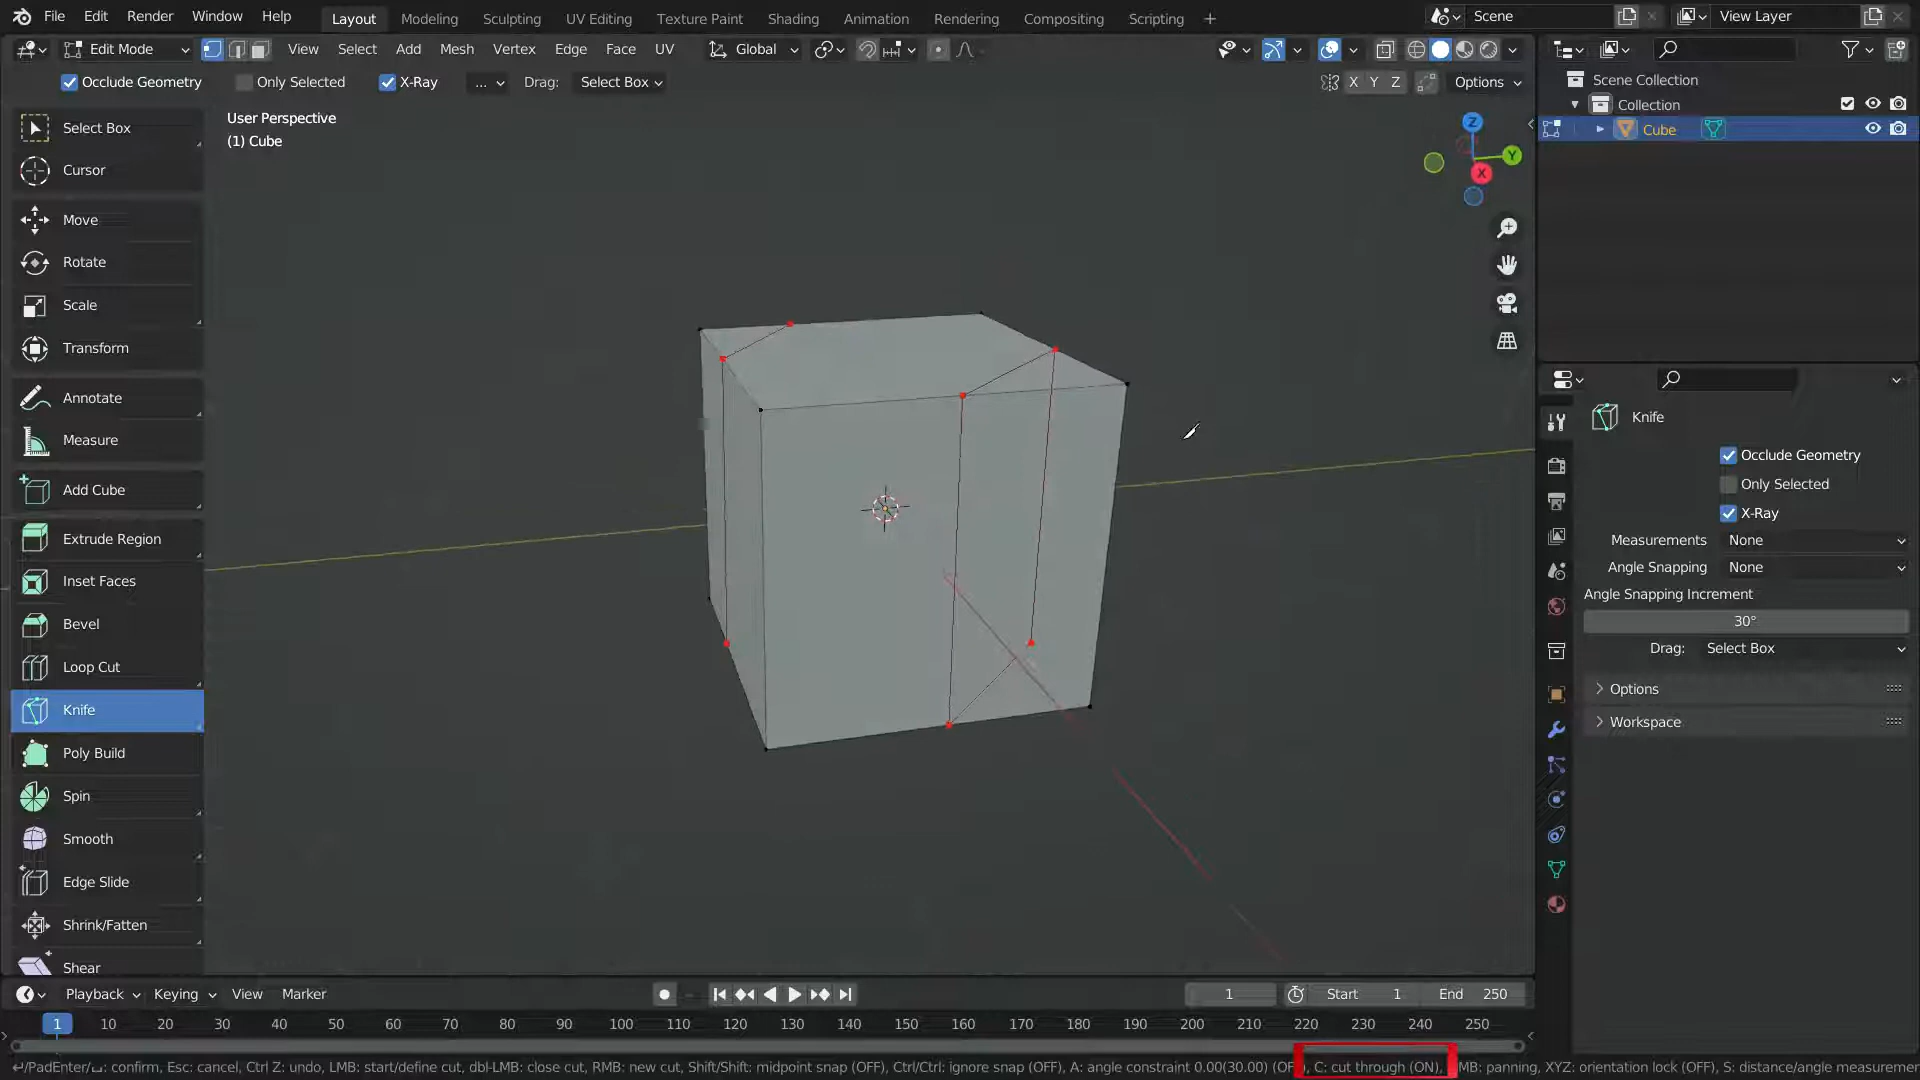 File Edit Render Window Help Layout Modeling Sculpting UV Editing Texture Paint Shading Animation Rendering Compositing Scripting + Scene View Layer
Edit Mode View Select Add Mesh Vertex Edge Face UV Global
Occlude Geometry Only Selected X-Ray ... Drag: Select Box X Y Z Options
User Perspective
(1) Cube
Z
Y
X
Select Box
Cursor
Move
Rotate
Scale
Transform
Annotate
Measure
Add Cube
Extrude Region
Inset Faces
Bevel
Loop Cut
Knife
Poly Build
Spin
Smooth
Edge Slide
Shrink/Fatten
Shear
Scene Collection
Collection
Cube
Knife
Occlude Geometry
Only Selected
X-Ray
Measurements None
Angle Snapping None
Angle Snapping Increment
30°
Drag: Select Box
Options
Workspace
Playback Keying View Marker 1 Start 1 End 250
1 10 20 30 40 50 60 70 80 90 100 110 120 130 140 150 160 170 180 190 200 210 220 230 240 250
/PadEnter/: confirm, Esc: cancel, Ctrl Z: undo, LMB: start/define cut, dbl-LMB: close cut, RMB: new cut, Shift/Shift: midpoint snap (OFF), Ctrl/Ctrl: ignore snap (OFF), A: angle constraint 0.00(30.00) (OF), C: cut through (ON), MB: panning, XYZ: orientation lock (OFF), S: distance/angle measuremen